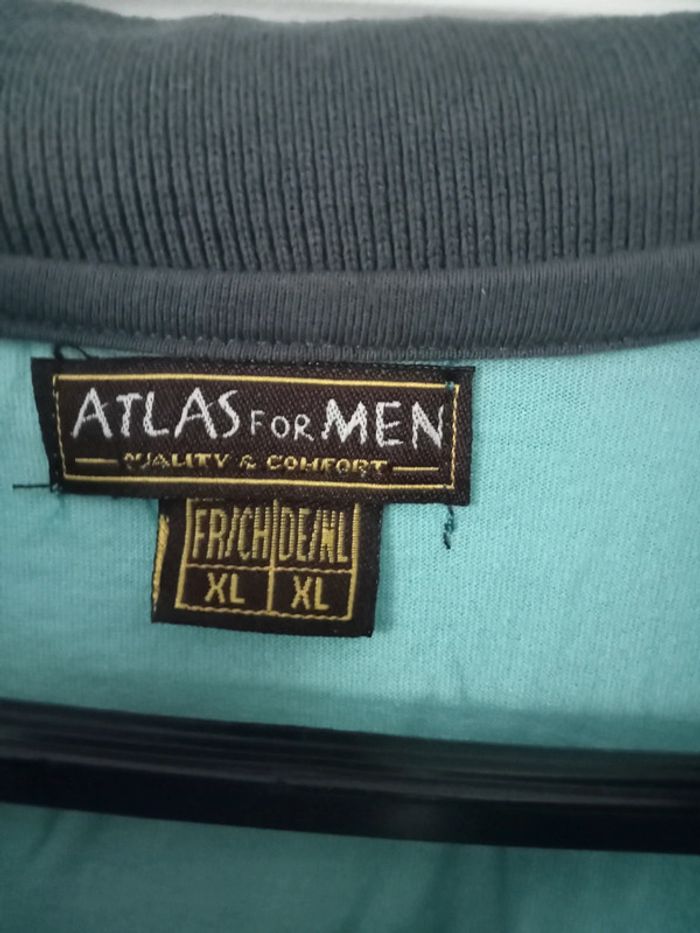 ATLAS FOR MEN
QUALITY & COMFORT
FR/CH DE/NL
XL XL